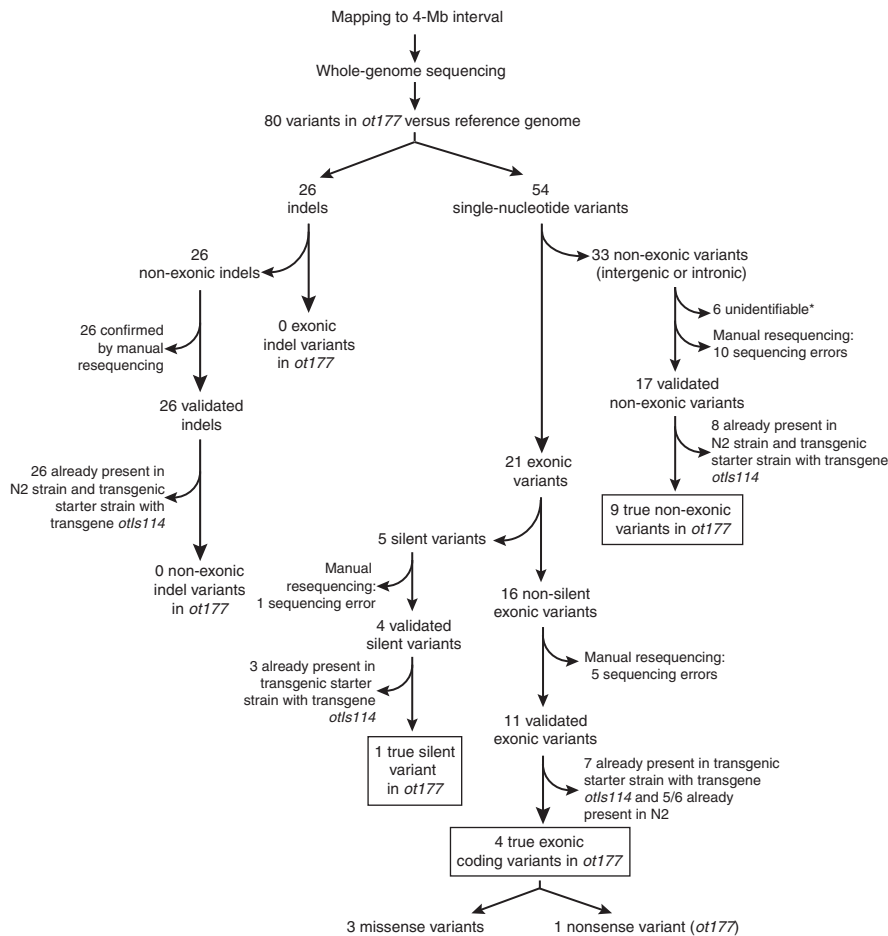 Mapping to 4-Mb interval
Whole-genome sequencing
80 variants in ot177 versus reference genome
26
indels
54
single-nucleotide variants
26
non-exonic indels
33 non-exonic variants
(intergenic or intronic)
6 unidentifiable*
26 confirmed
by manual
resequencing
0 exonic
indel variants
in ot177
Manual resequencing:
10 sequencing errors
17 validated
non-exonic variants
26 validated
indels
8 already present in
N2 strain and transgenic
starter strain with transgene
otIs114
21 exonic
variants
26 already present in
N2 strain and transgenic
starter strain with
transgene otIs114
9 true non-exonic
variants in ot177
5 silent variants
0 non-exonic
indel variants
in ot177
Manual
resequencing:
1 sequencing error
16 non-silent
exonic variants
4 validated
silent variants
Manual resequencing:
5 sequencing errors
3 already present in
transgenic starter
strain with transgene
otIs114
11 validated
exonic variants
1 true silent
variant
in ot177
7 already present in transgenic
starter strain with transgene
otIs114 and 5/6 already
present in N2
4 true exonic
coding variants in ot177
3 missense variants
1 nonsense variant (ot177)